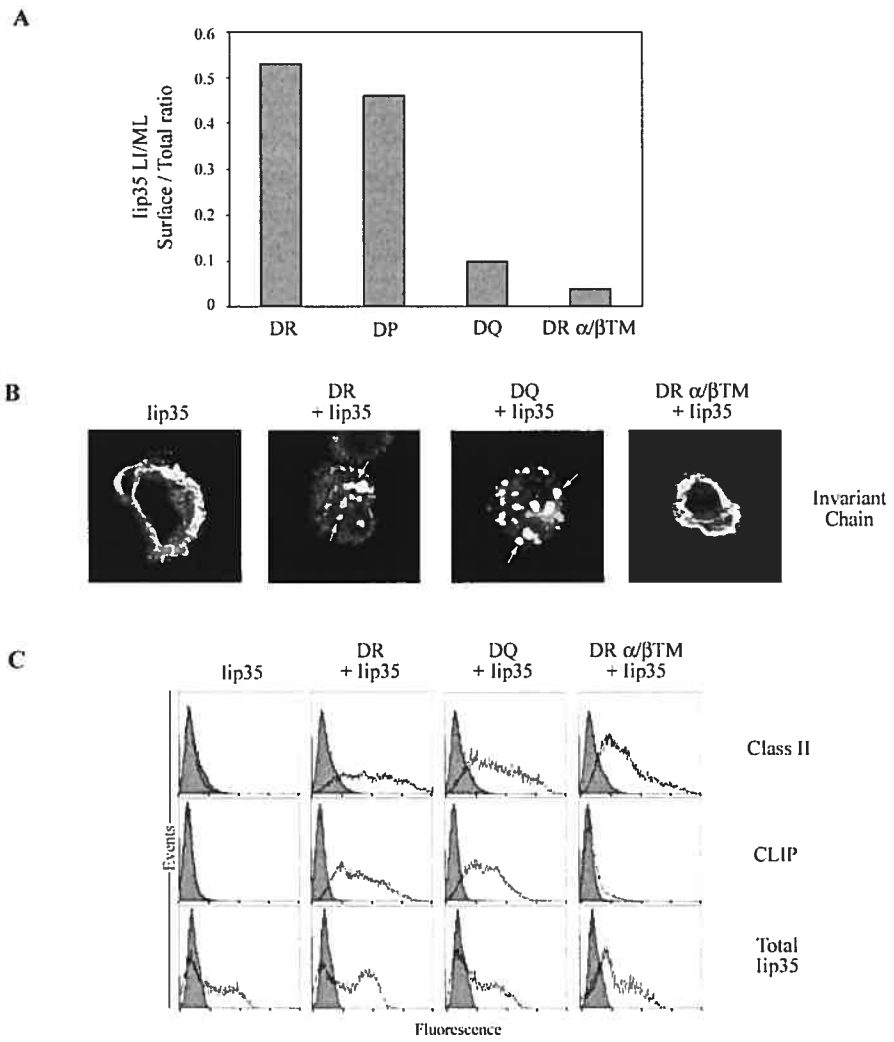 A
Iip35 LI/ML
Surface / Total ratio
0.6
0.5
0.4
0.3
0.2
0.1
0
DR
DP
DQ
DR α/βTM
B
Iip35
DR
+ Iip35
DQ
+ Iip35
DR α/βTM
+ Iip35
Invariant
Chain
C
Iip35
DR
+ Iip35
DQ
+ Iip35
DR α/βTM
+ Iip35
Events
Class II
CLIP
Total
Iip35
Fluorescence